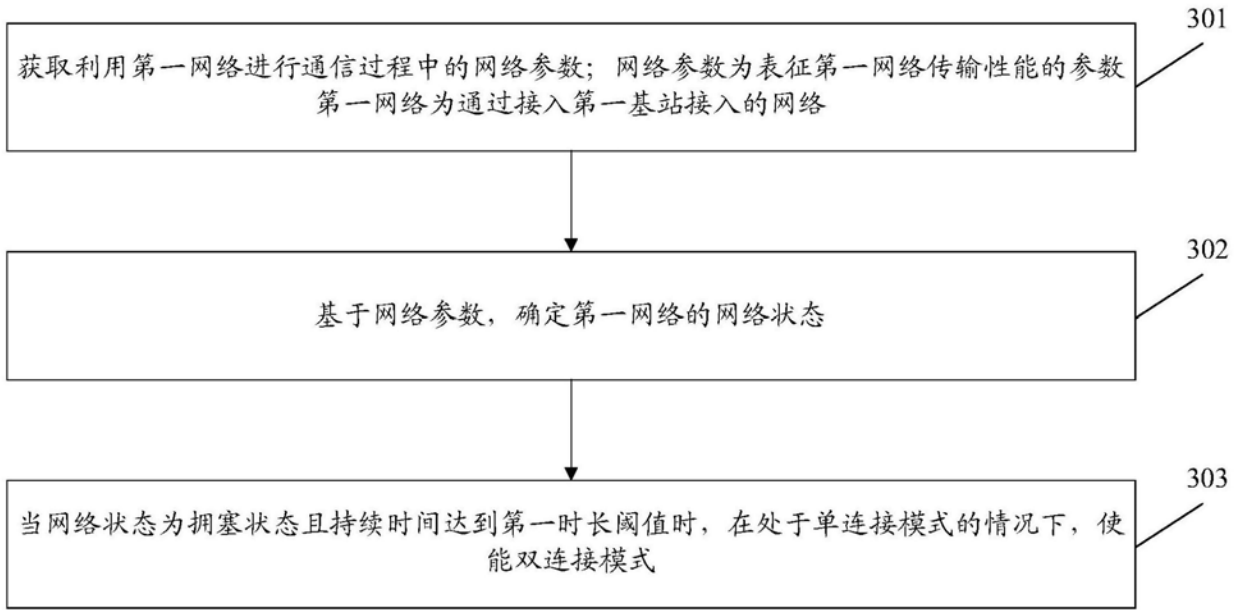 301
获取利用第一网络进行通信过程中的网络参数；网络参数为表征第一网络传输性能的参数
第一网络为通过接入第一基站接入的网络
302
基于网络参数，确定第一网络的网络状态
303
当网络状态为拥塞状态且持续时间达到第一时长阈值时，在处于单连接模式的情况下，使
能双连接模式